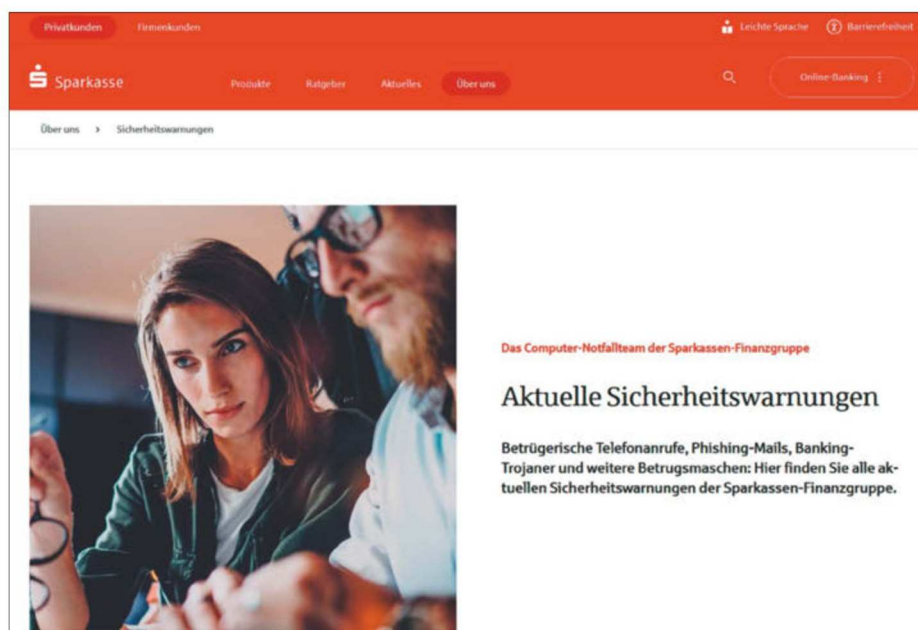 Privatkunden Firmenkunden Leichte Sprache Barrierefreiheit
Sparkasse Produkte Ratgeber Aktuelles Über uns Online-Banking
Über uns > Sicherheitswarnungen
Das Computer-Notfallteam der Sparkassen-Finanzgruppe
Aktuelle Sicherheitswarnungen
Betrügerische Telefonanrufe, Phishing-Mails, Banking-
Trojaner und weitere Betrugsmaschen: Hier finden Sie alle ak-
tuellen Sicherheitswarnungen der Sparkassen-Finanzgruppe.